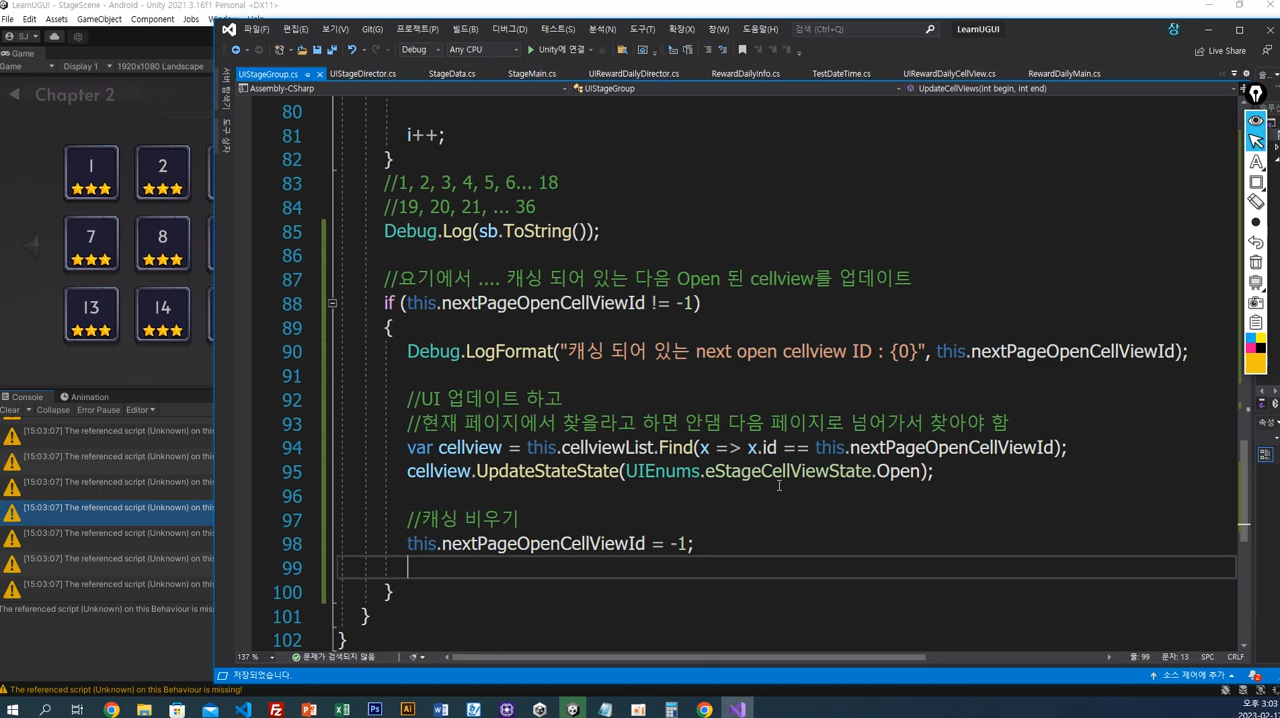 LearnUGUI - StageScene - Android - Unity 2021.3.16f1 Personal <DX11>
File Edit Assets GameObject Component Jobs
파일(F) 편집(E) 보기(V) Git(G) 프로젝트(P) 빌드(B) 디버그(D) 테스트(S) 분석(N) 도구(T) 확장(X) 창(W) 도움말(H) 검색 (Ctrl+Q) LearnUGUI 장
SJ
Debug Any CPU Unity에 연결 Live Share
Game
Game Display 1 1920x1080 Landscape
UIStageGroup.cs UIStageDirector.cs StageData.cs StageMain.cs UIRewardDailyDirector.cs RewardDailyInfo.cs TestDateTime.cs UIRewardDailyCellView.cs RewardDailyMain.cs
Assembly-CSharp UIStageGroup UpdateCellViews(int begin, int end)
Chapter 2
1 2
7 8
13 14
80
81 i++;
82 }
83 //1, 2, 3, 4, 5, 6... 18
84 //19, 20, 21, ... 36
85 Debug.Log(sb.ToString());
86
87 //요기에서 .... 캐싱 되어 있는 다음 Open 된 cellview를 업데이트
88 if (this.nextPageOpenCellViewId != -1)
89 {
90 Debug.LogFormat("캐싱 되어 있는 next open cellview ID : {0}", this.nextPageOpenCellViewId);
91
92 //UI 업데이트 하고
93 //현재 페이지에서 찾을라고 하면 안댐 다음 페이지로 넘어가서 찾아야 함
94 var cellview = this.cellviewList.Find(x => x.id == this.nextPageOpenCellViewId);
95 cellview.UpdateStateState(UIEnums.eStageCellViewState.Open);
96
97 //캐싱 비우기
98 this.nextPageOpenCellViewId = -1;
99
100 }
101 }
102 }
Console Animation
Clear Collapse Error Pause Editor
[15:03:07] The referenced script (Unknown) on this
[15:03:07] The referenced script (Unknown) on this
[15:03:07] The referenced script (Unknown) on this
[15:03:07] The referenced script (Unknown) on this
[15:03:07] The referenced script (Unknown) on this
[15:03:07] The referenced script (Unknown) on this
[15:03:07] The referenced script (Unknown) on this
The referenced script (Unknown) on this Behaviour is miss
137 % 문제가 검색되지 않음 줄: 99 문자: 13 SPC CRLF
저장되었습니다. 소스 제어에 추가 2
The referenced script (Unknown) on this Behaviour is missing!
오후 3:03